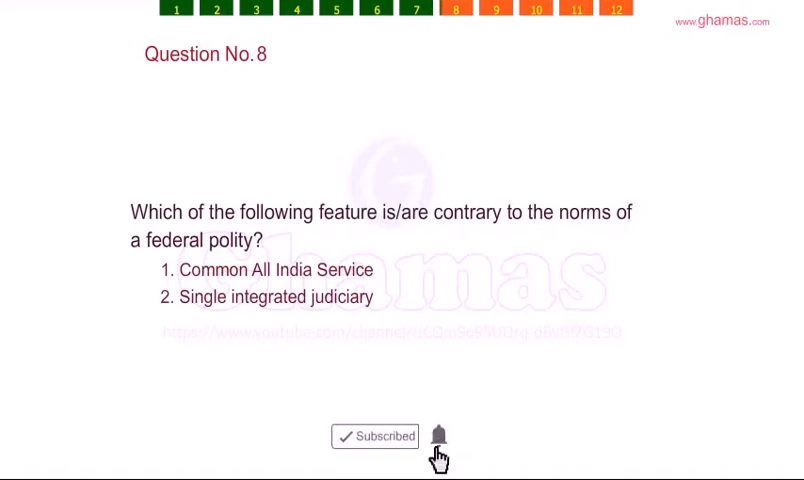 1 2 3 4 5 6 7 8 9 10 11 12
www.ghamas.com
Question No. 8
Which of the following feature is/are contrary to the norms of
a federal polity?
1. Common All India Service
2. Single integrated judiciary
Ghamas
Subscribed